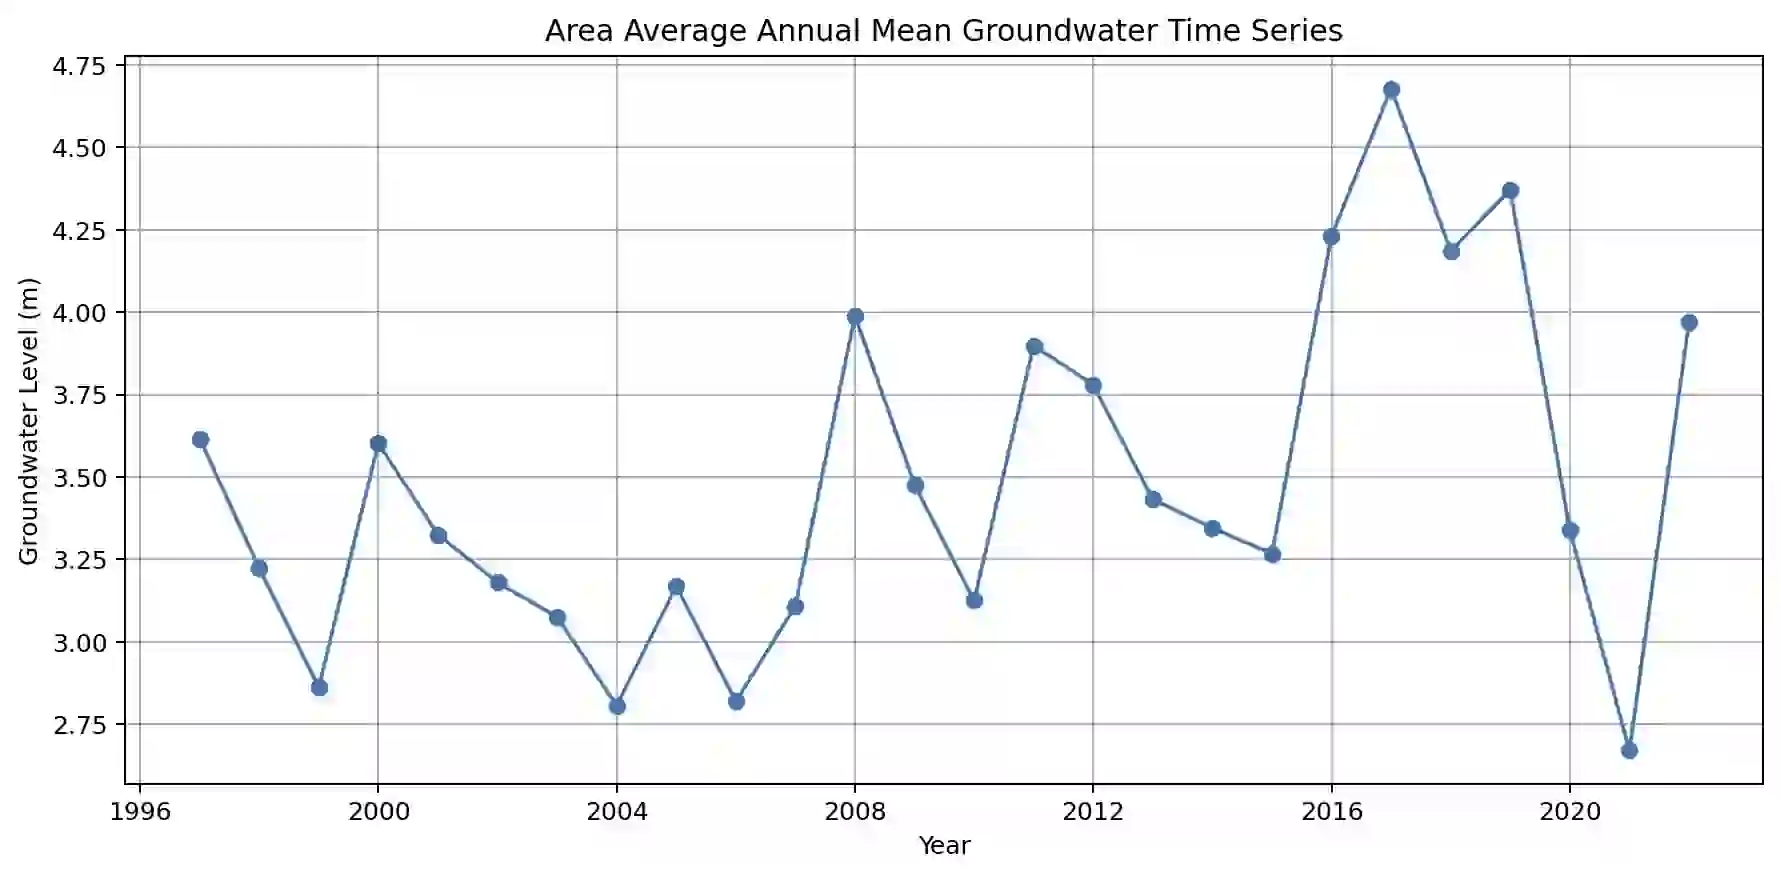 Area Average Annual Mean Groundwater Time Series
4.75
4.50
4.25
4.00
3.75
3.50
3.25
3.00
2.75
Groundwater Level (m)
1996 2000 2004 2008 2012 2016 2020
Year